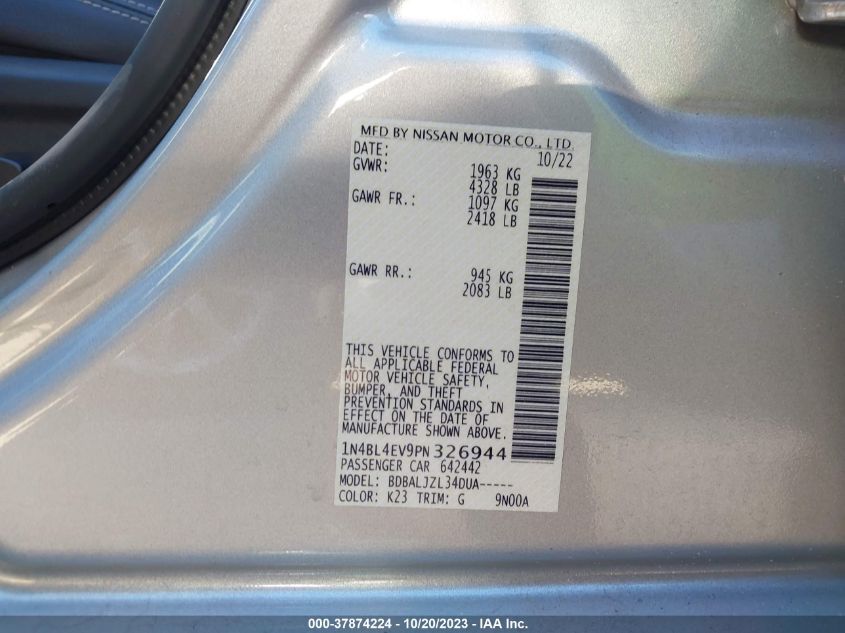 MFD BY NISSAN MOTOR CO., LTD.
DATE: 10/22
GVWR: 1963 KG
4328 LB
GAWR FR.: 1097 KG
2418 LB
GAWR RR.: 945 KG
2083 LB
THIS VEHICLE CONFORMS TO
ALL APPLICABLE FEDERAL
MOTOR VEHICLE SAFETY,
BUMPER, AND THEFT
PREVENTION STANDARDS IN
EFFECT ON THE DATE OF
MANUFACTURE SHOWN ABOVE.
1N4BL4EV9PN326944
PASSENGER CAR 642442
MODEL: BDBALJZL34DUA-----
COLOR: K23 TRIM: G 9N00A
000-37874224 - 10/20/2023 - IAA Inc.